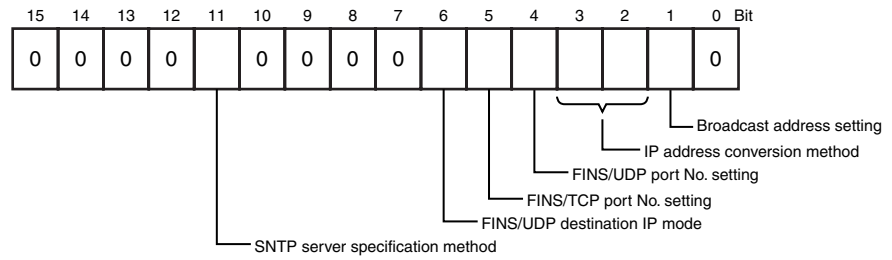 15 14 13 12 11 10 9 8 7 6 5 4 3 2 1 0 Bit
0 0 0 0 0 0 0 0 0
Broadcast address setting
IP address conversion method
FINS/UDP port No. setting
FINS/TCP port No. setting
FINS/UDP destination IP mode
SNTP server specification method